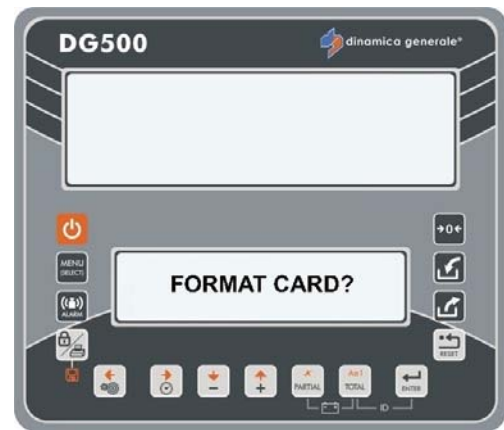 DG500
dinamica generale®
MENU
(SELECT)
ALARM
→0←
FORMAT CARD?
RESET
PARTIAL
TOTAL
ENTER
ID